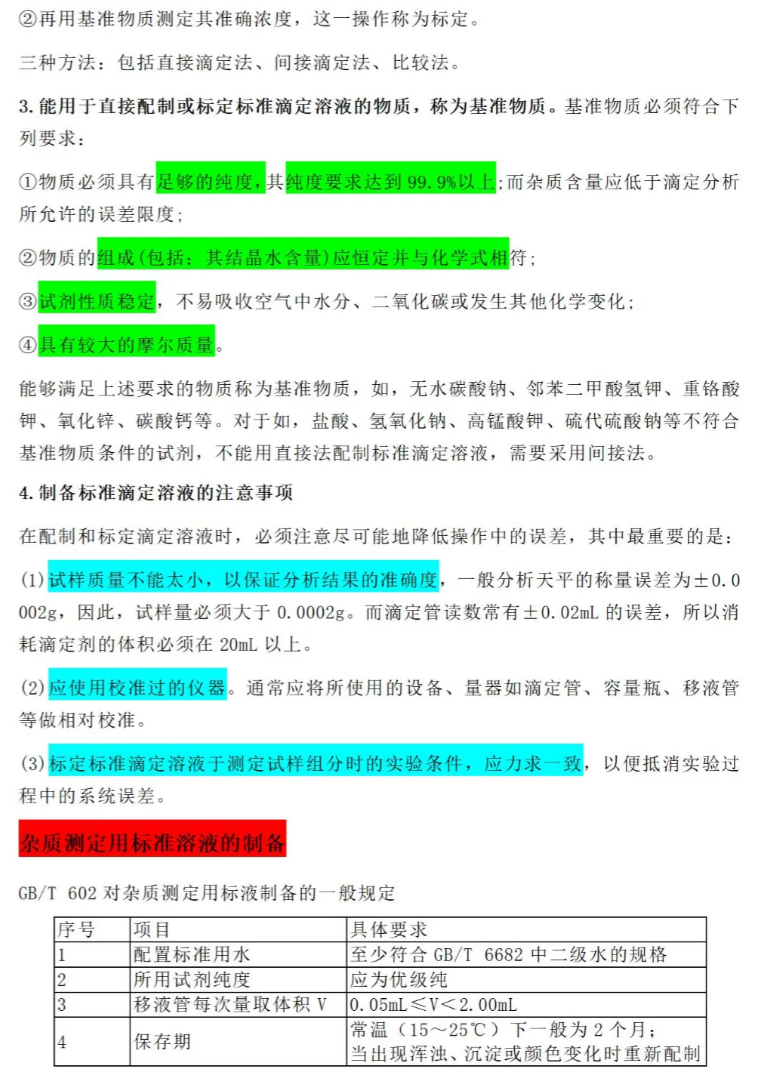 ②再用基准物质测定其准确浓度，这一操作称为标定。
三种方法：包括直接滴定法、间接滴定法、比较法。
3.能用于直接配制或标定标准滴定溶液的物质，称为基准物质。基准物质必须符合下
列要求：
①物质必须具有足够的纯度,其纯度要求达到 99.9%以上;而杂质含量应低于滴定分析
所允许的误差限度;
②物质的组成(包括：其结晶水含量)应恒定并与化学式相符;
③试剂性质稳定，不易吸收空气中水分、二氧化碳或发生其他化学变化;
④具有较大的摩尔质量。
能够满足上述要求的物质称为基准物质，如，无水碳酸钠、邻苯二甲酸氢钾、重铬酸
钾、氧化锌、碳酸钙等。对于如，盐酸、氢氧化钠、高锰酸钾、硫代硫酸钠等不符合
基准物质条件的试剂，不能用直接法配制标准滴定溶液，需要采用间接法。
4.制备标准滴定溶液的注意事项
在配制和标定滴定溶液时，必须注意尽可能地降低操作中的误差，其中最重要的是：
(1)试样质量不能太小，以保证分析结果的准确度，一般分析天平的称量误差为±0.0
002g，因此，试样量必须大于 0.0002g。而滴定管读数常有±0.02mL 的误差，所以消
耗滴定剂的体积必须在 20mL 以上。
(2)应使用校准过的仪器。通常应将所使用的设备、量器如滴定管、容量瓶、移液管
等做相对校准。
(3)标定标准滴定溶液于测定试样组分时的实验条件，应力求一致，以便抵消实验过
程中的系统误差。
杂质测定用标准溶液的制备
GB/T 602 对杂质测定用标液制备的一般规定
序号 项目 具体要求
1 配置标准用水 至少符合 GB/T 6682 中二级水的规格
2 所用试剂纯度 应为优级纯
3 移液管每次量取体积 V 0.05mL≤V＜2.00mL
4 保存期 常温（15～25℃）下一般为 2 个月；
当出现浑浊、沉淀或颜色变化时重新配制